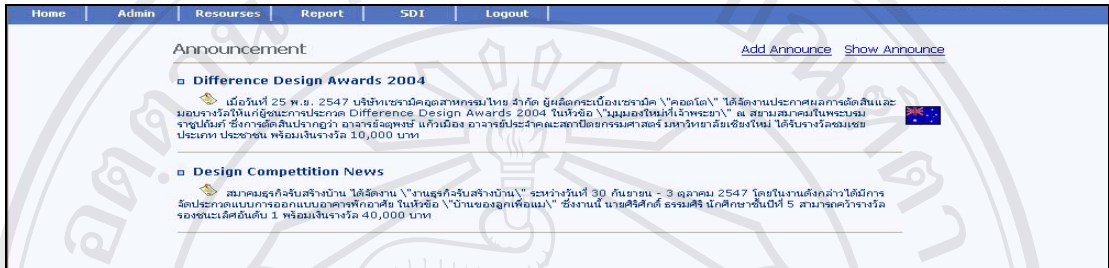 Home Admin Resourses Report SDI Logout
Announcement
Add Announce Show Announce
Difference Design Awards 2004
เมื่อวันที่ 25 พ.ย. 2547 บริษัทเซรามิคอุตสาหกรรมไทย จำกัด ผู้ผลิตกระเบื้องเซรามิค \"คอตโต\" ได้จัดงานประกาศผลการตัดสินและ
มอบรางวัลให้แก่ผู้ชนะการประกวด Difference Design Awards 2004 ในหัวข้อ \"มุมมองใหม่ที่เจ้าพระยา\" ณ สยามสมาคมในพระบรม
ราชูปถัมภ์ ซึ่งการตัดสินปรากฏว่า อาจารย์จตุพงษ์ แก้วเมือง อาจารย์ประจำคณะสถาปัตยกรรมศาสตร์ มหาวิทยาลัยเชียงใหม่ ได้รับรางวัลชมเชย
ประเภท ประชาชน พร้อมเงินรางวัล 10,000 บาท
Design Compettition News
สมาคมธุรกิจรับสร้างบ้าน ได้จัดงาน \"งานธุรกิจรับสร้างบ้าน\" ระหว่างวันที่ 30 กันยายน - 3 ตุลาคม 2547 โดยในงานดังกล่าวได้มีการ
จัดประกวดแบบการออกแบบอาคารพักอาศัย ในหัวข้อ \"บ้านของลูกเพื่อแม่\" ซึ่งงานนี้ นายศิริศักดิ์ ธรรมศิริ นักศึกษาชั้นปีที่ 5 สามารถคว้ารางวัล
รองชนะเลิศอันดับ 1 พร้อมเงินรางวัล 40,000 บาท